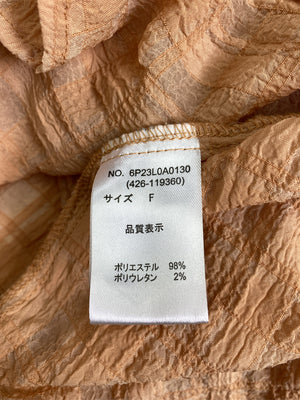 NO. 6P23L0A0130
(426-119360)
サイズ F
品質表示
ポリエステル 98%
ポリウレタン 2%